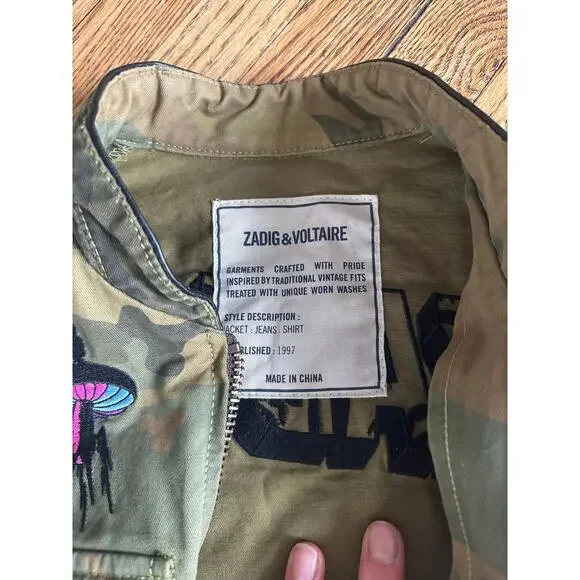 ZADIG&VOLTAIRE
GARMENTS CRAFTED WITH PRIDE
INSPIRED BY TRADITIONAL VINTAGE FITS
TREATED WITH UNIQUE WORN WASHES
STYLE DESCRIPTION :
ACKET : JEANS : SHIRT
BLISHED : 1997
MADE IN CHINA